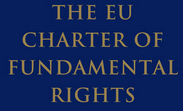 THE EU
CHARTER OF
FUNDAMENTAL
RIGHTS